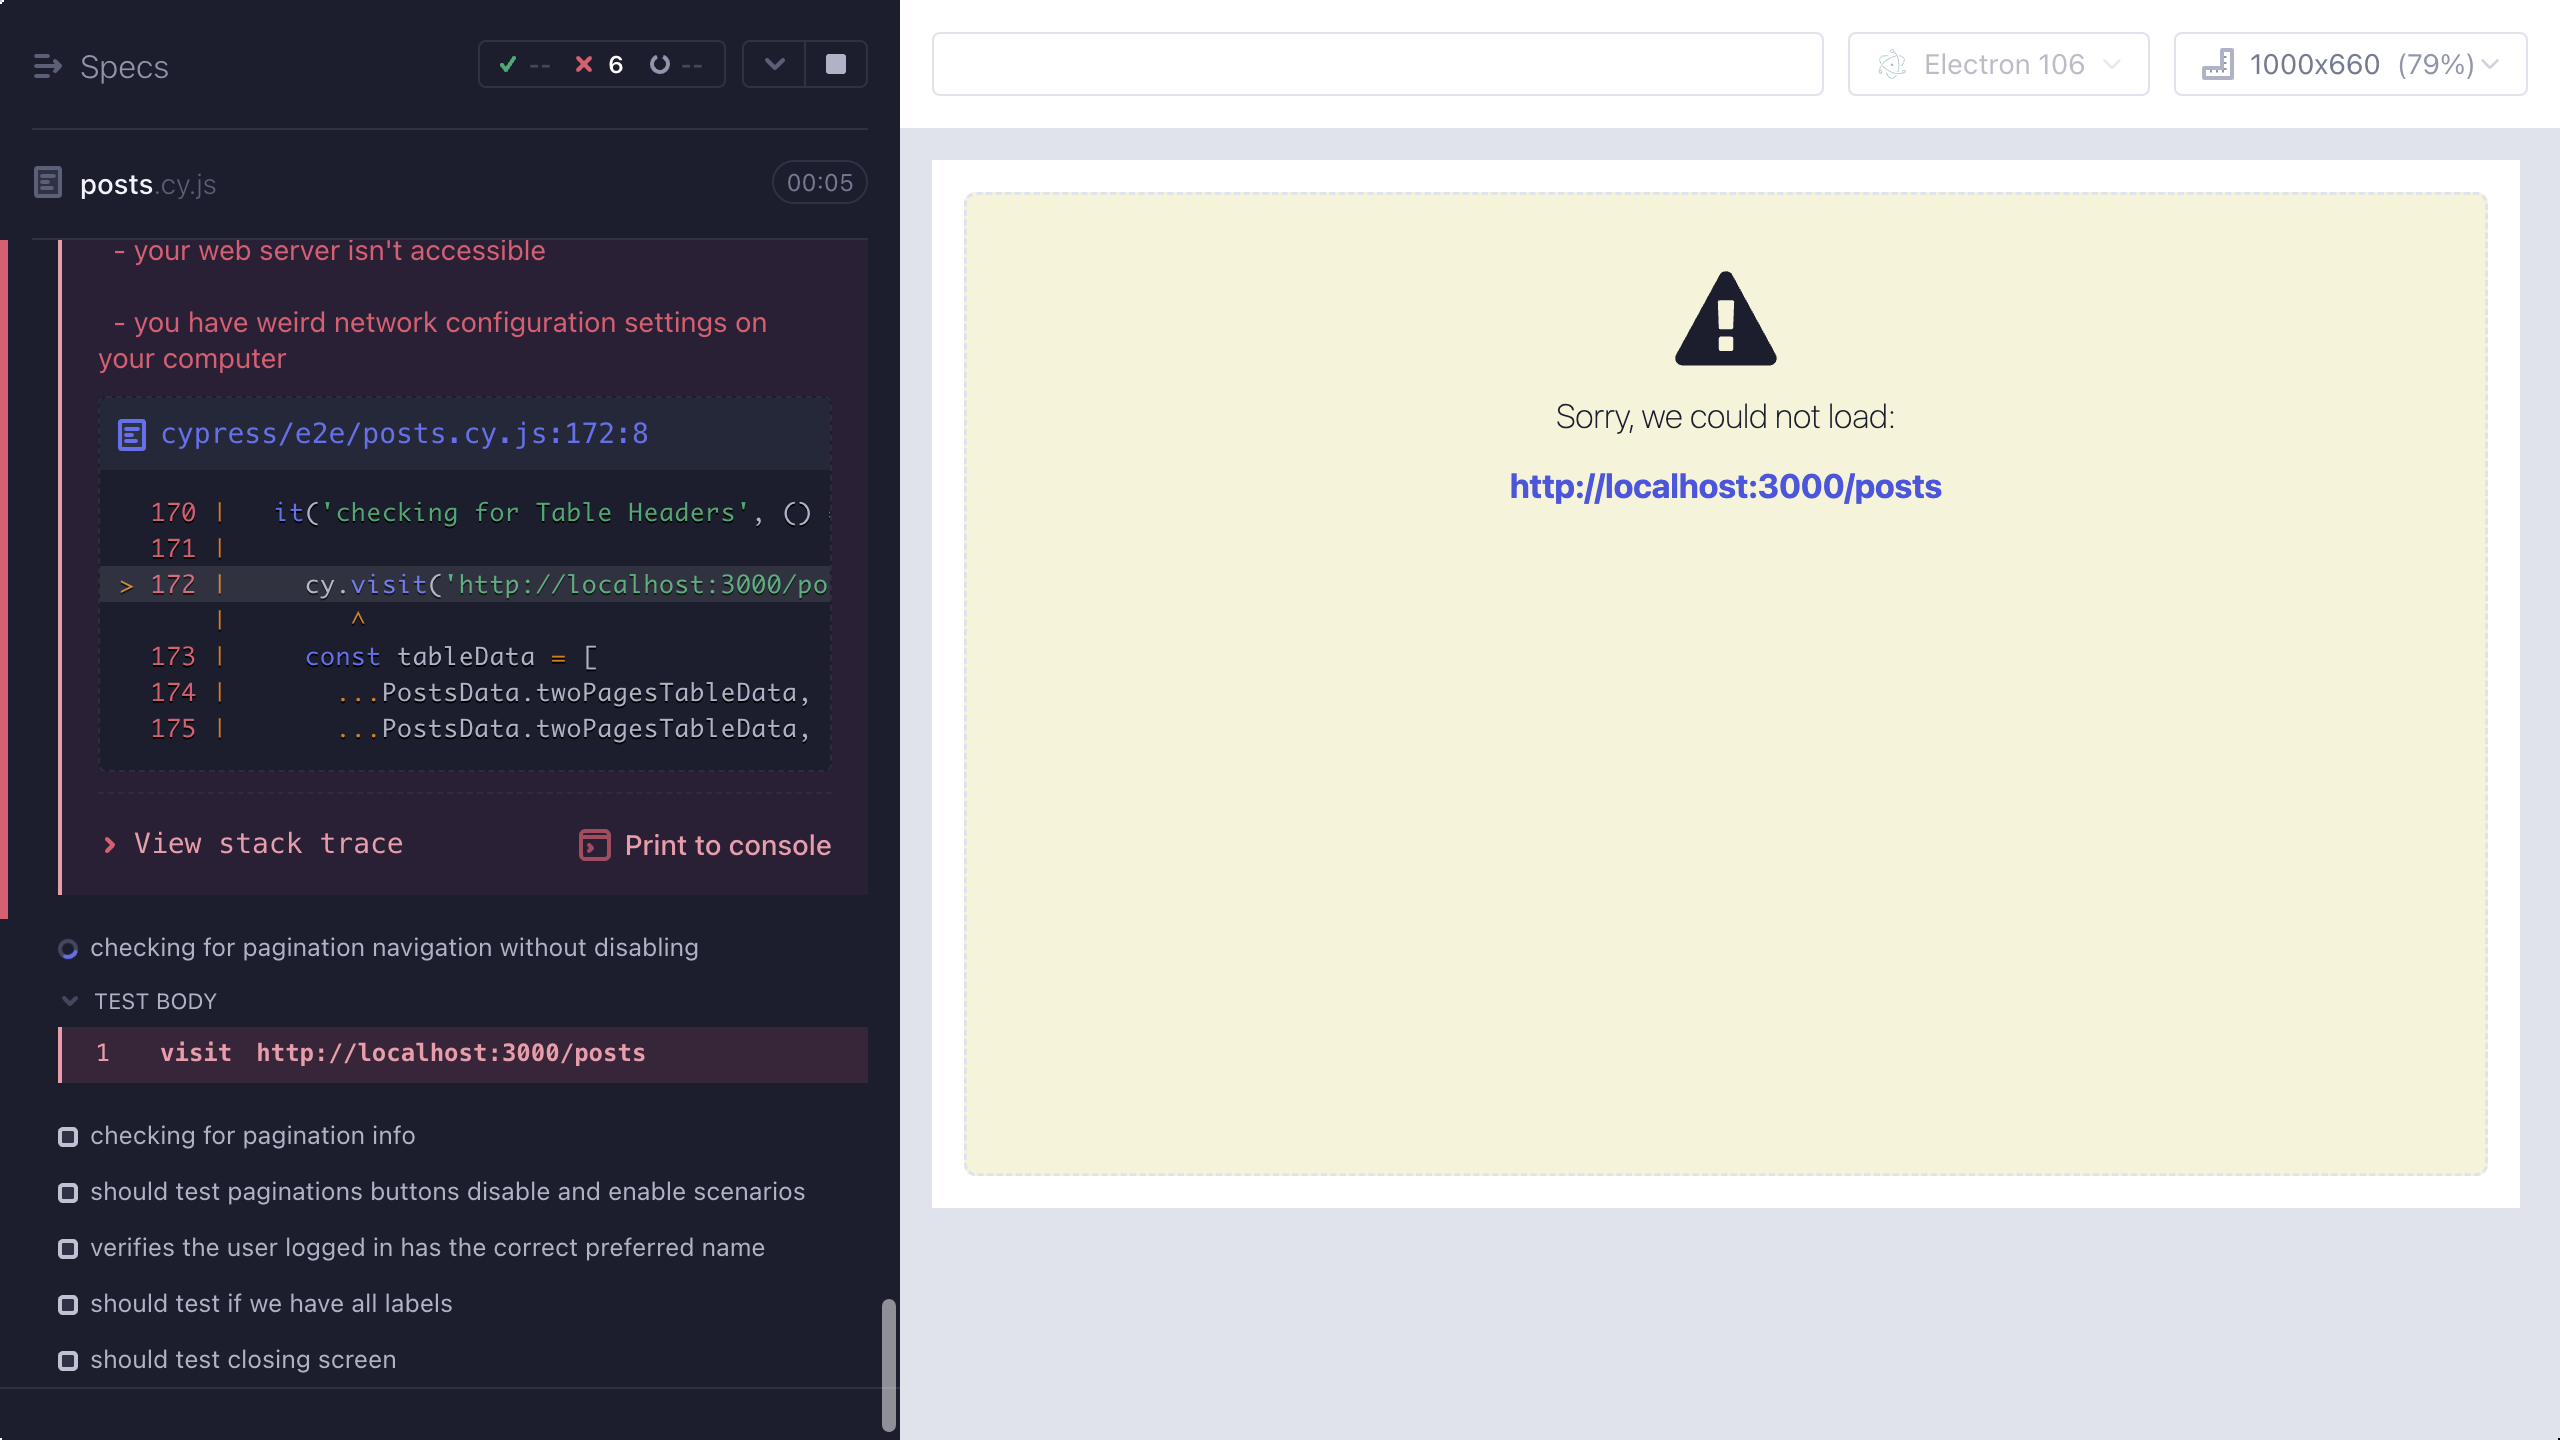 Specs
-- 6 --
posts.cy.js
00:05
- your web server isn't accessible
- you have weird network configuration settings on
your computer
cypress/e2e/posts.cy.js:172:8
170 | it('checking for Table Headers', ()
171 |
> 172 | cy.visit('http://localhost:3000/po
| ^
173 | const tableData = [
174 | ...PostsData.twoPagesTableData,
175 | ...PostsData.twoPagesTableData,
View stack trace
Print to console
checking for pagination navigation without disabling
TEST BODY
1 visit http://localhost:3000/posts
checking for pagination info
should test paginations buttons disable and enable scenarios
verifies the user logged in has the correct preferred name
should test if we have all labels
should test closing screen
Electron 106
1000x660 (79%)
Sorry, we could not load:
http://localhost:3000/posts